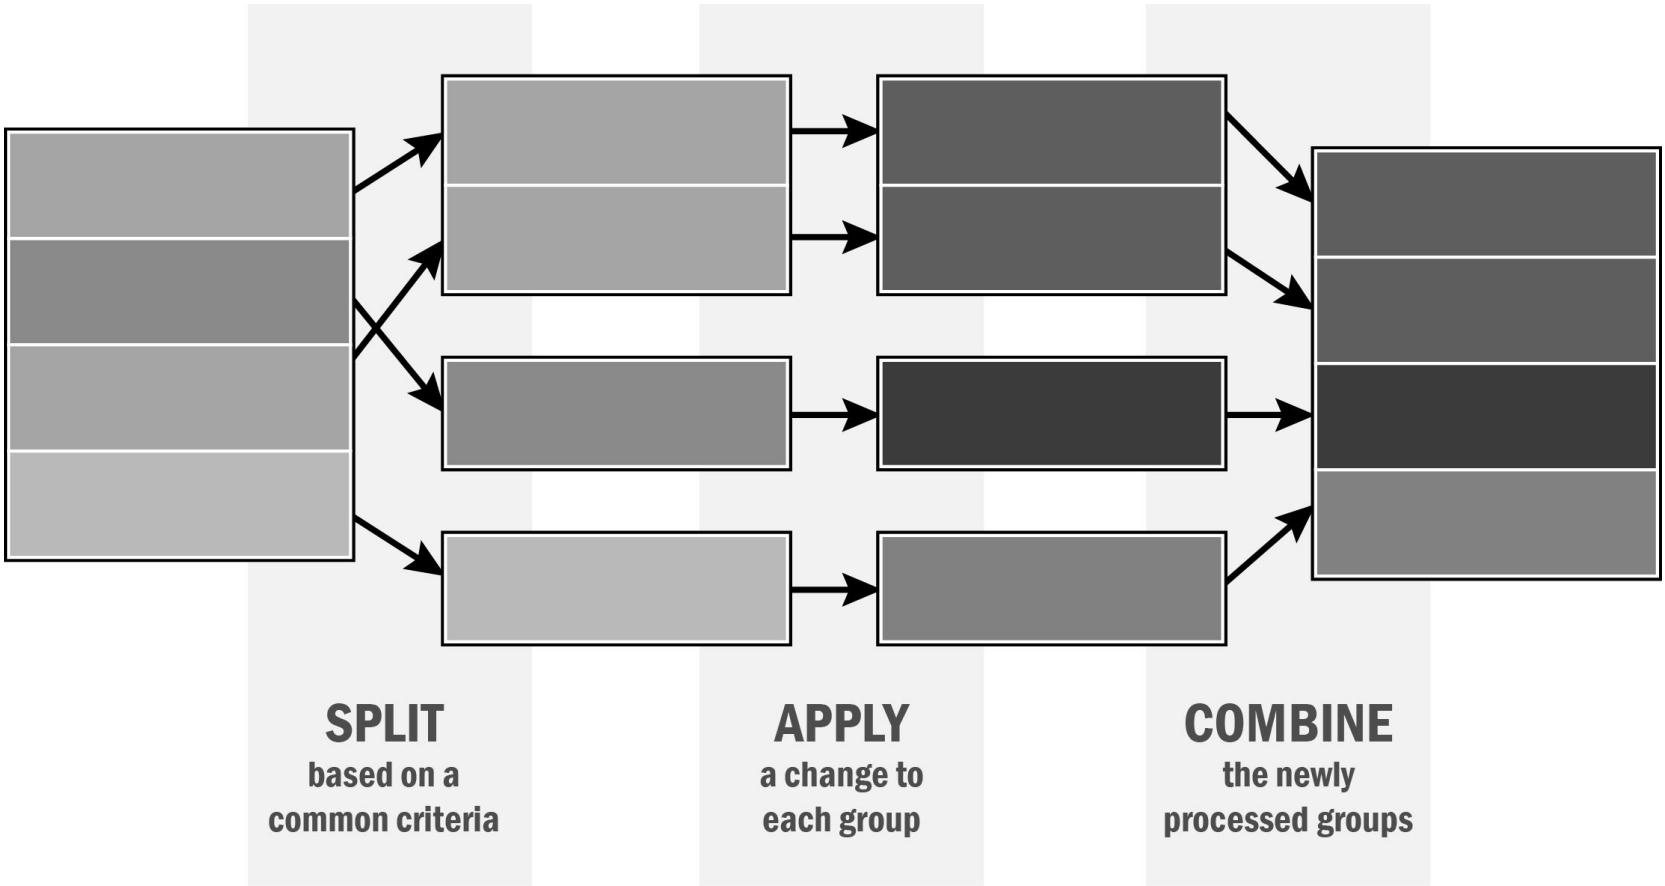 SPLIT
based on a
common criteria
APPLY
a change to
each group
COMBINE
the newly
processed groups